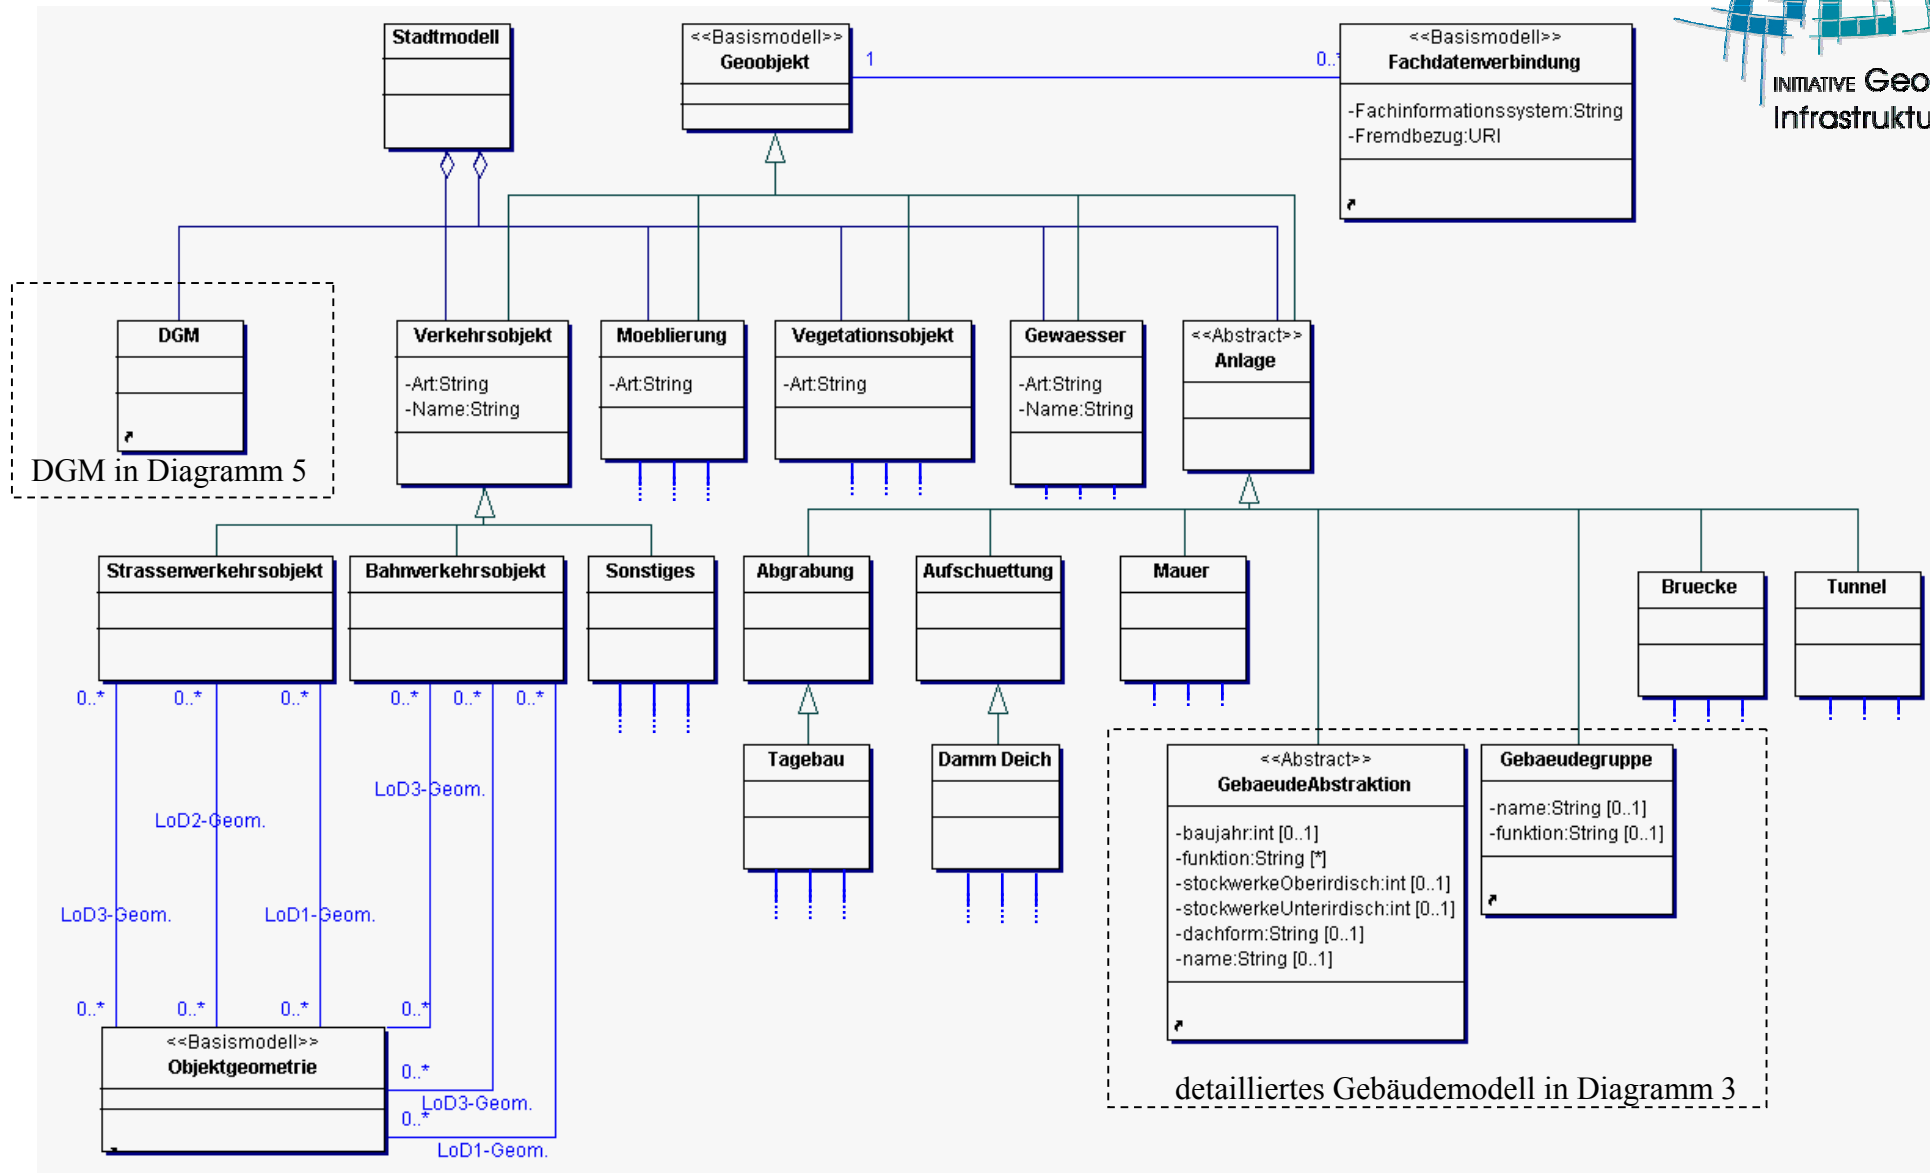 Stadtmodell
<<Basismodell>>
Geoobjekt
1
0..*
<<Basismodell>>
Fachdatenverbindung
-Fachinformationssystem:String
-Fremdbezug:URI
INITIATIVE Geo
Infrastruktu
DGM
DGM in Diagramm 5
Verkehrsobjekt
-Art:String
-Name:String
Moeblierung
-Art:String
Vegetationsobjekt
-Art:String
Gewaesser
-Art:String
-Name:String
<<Abstract>>
Anlage
Strassenverkehrsobjekt
Bahnverkehrsobjekt
Sonstiges
Abgrabung
Aufschuettung
Mauer
Bruecke
Tunnel
0..*
0..*
0..*
0..*
0..*
0..*
Tagebau
Damm Deich
<<Abstract>>
GebaeudeAbstraktion
-baujahr:int [0..1]
-funktion:String [*]
-stockwerkeOberirdisch:int [0..1]
-stockwerkeUnterirdisch:int [0..1]
-dachform:String [0..1]
-name:String [0..1]
Gebaeudegruppe
-name:String [0..1]
-funktion:String [0..1]
detailliertes Gebäudemodell in Diagramm 3
LoD3-Geom.
LoD2-Geom.
LoD3-Geom.
LoD1-Geom.
0..*
0..*
0..*
0..*
<<Basismodell>>
Objektgeometrie
0..*
LoD3-Geom.
0..*
LoD1-Geom.